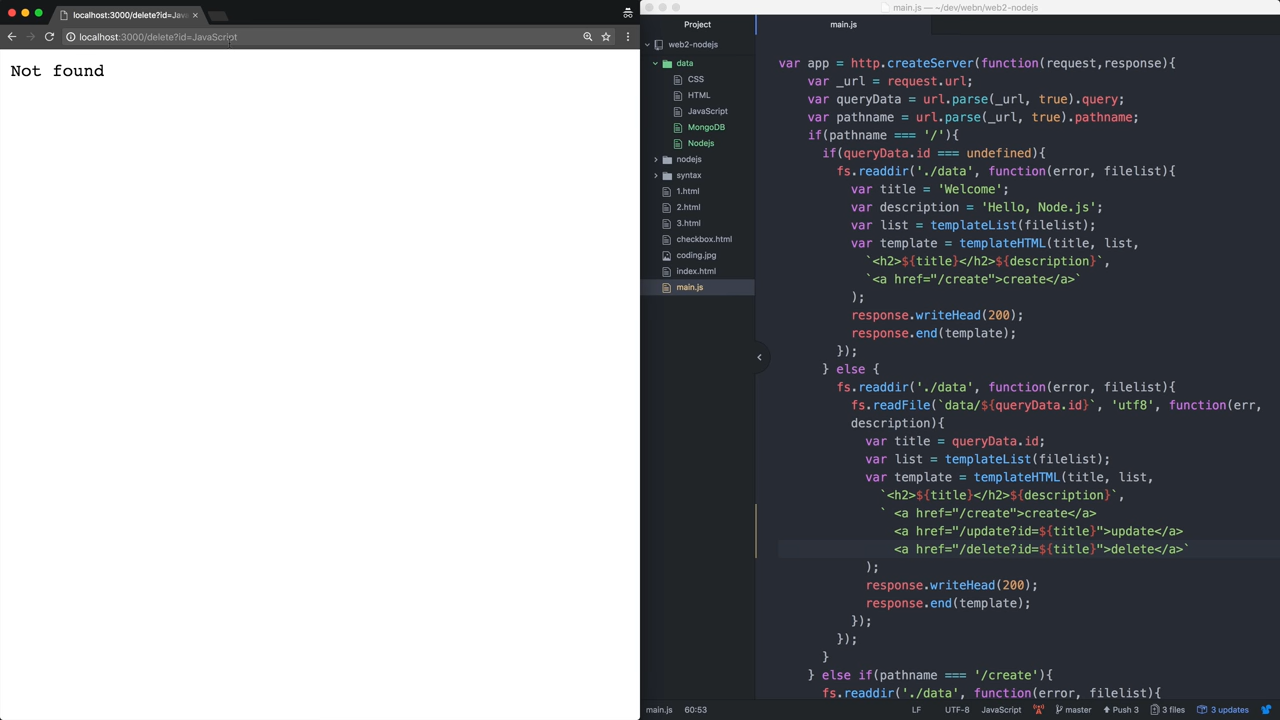 localhost:3000/delete?id=Java
localhost:3000/delete?id=JavaScript
Not found
main.js — ~/dev/webn/web2-nodejs
Project
web2-nodejs
data
CSS
HTML
JavaScript
MongoDB
Nodejs
nodejs
syntax
1.html
2.html
3.html
checkbox.html
coding.jpg
index.html
main.js
main.js
var app = http.createServer(function(request,response){
var _url = request.url;
var queryData = url.parse(_url, true).query;
var pathname = url.parse(_url, true).pathname;
if(pathname === '/'){
if(queryData.id === undefined){
fs.readdir('./data', function(error, filelist){
var title = 'Welcome';
var description = 'Hello, Node.js';
var list = templateList(filelist);
var template = templateHTML(title, list,
`<h2>${title}</h2>${description}`,
`<a href="/create">create</a>`
);
response.writeHead(200);
response.end(template);
});
} else {
fs.readdir('./data', function(error, filelist){
fs.readFile(`data/${queryData.id}`, 'utf8', function(err,
description){
var title = queryData.id;
var list = templateList(filelist);
var template = templateHTML(title, list,
`<h2>${title}</h2>${description}`,
` <a href="/create">create</a>
<a href="/update?id=${title}">update</a>
<a href="/delete?id=${title}">delete</a>`
);
response.writeHead(200);
response.end(template);
});
});
}
} else if(pathname === '/create'){
fs.readdir('./data', function(error, filelist){
main.js 60:53 LF UTF-8 JavaScript master Push 3 3 files 3 updates